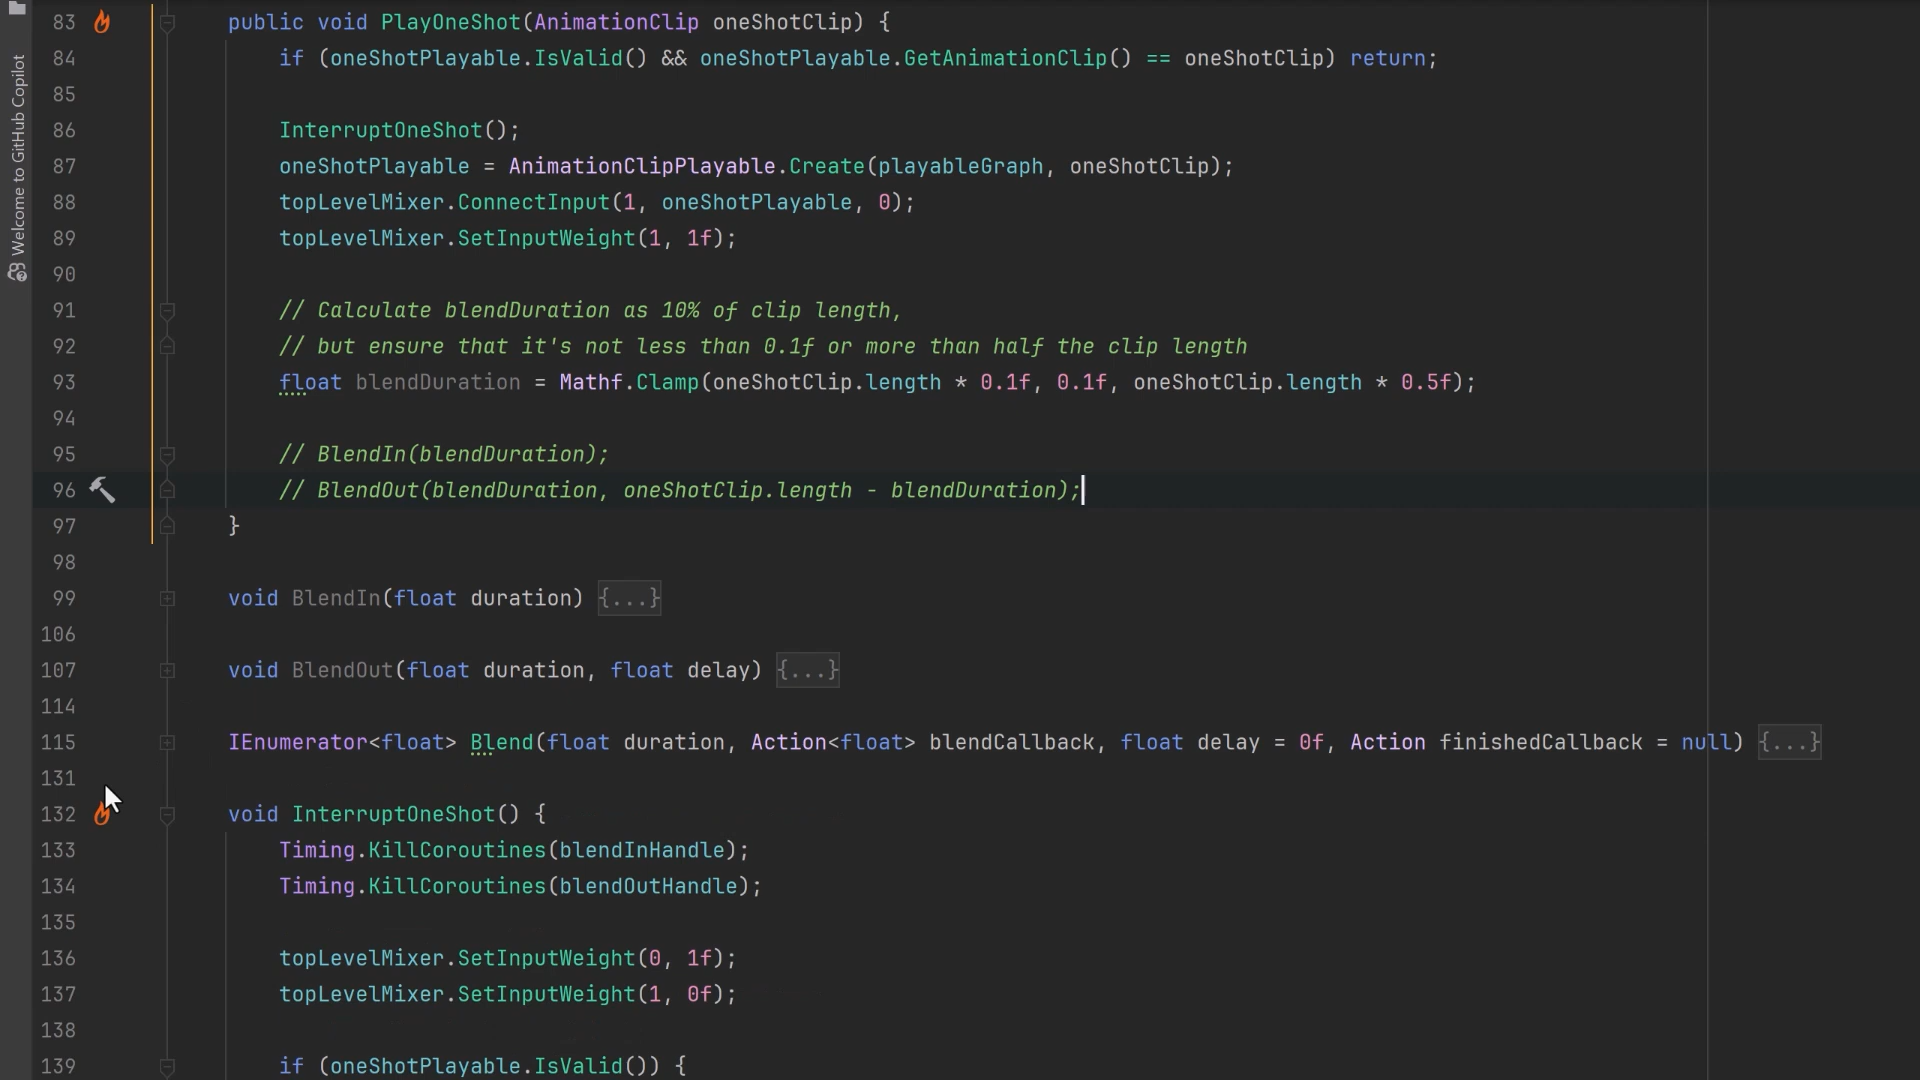 Welcome to GitHub Copilot
83 public void PlayOneShot(AnimationClip oneShotClip) {
84 if (oneShotPlayable.IsValid() && oneShotPlayable.GetAnimationClip() == oneShotClip) return;
85
86 InterruptOneShot();
87 oneShotPlayable = AnimationClipPlayable.Create(playableGraph, oneShotClip);
88 topLevelMixer.ConnectInput(1, oneShotPlayable, 0);
89 topLevelMixer.SetInputWeight(1, 1f);
90
91 // Calculate blendDuration as 10% of clip length,
92 // but ensure that it's not less than 0.1f or more than half the clip length
93 float blendDuration = Mathf.Clamp(oneShotClip.length * 0.1f, 0.1f, oneShotClip.length * 0.5f);
94
95 // BlendIn(blendDuration);
96 // BlendOut(blendDuration, oneShotClip.length - blendDuration);
97 }
98
99 void BlendIn(float duration) {...}
106
107 void BlendOut(float duration, float delay) {...}
114
115 IEnumerator<float> Blend(float duration, Action<float> blendCallback, float delay = 0f, Action finishedCallback = null) {...}
131
132 void InterruptOneShot() {
133 Timing.KillCoroutines(blendInHandle);
134 Timing.KillCoroutines(blendOutHandle);
135
136 topLevelMixer.SetInputWeight(0, 1f);
137 topLevelMixer.SetInputWeight(1, 0f);
138
139 if (oneShotPlayable.IsValid()) {